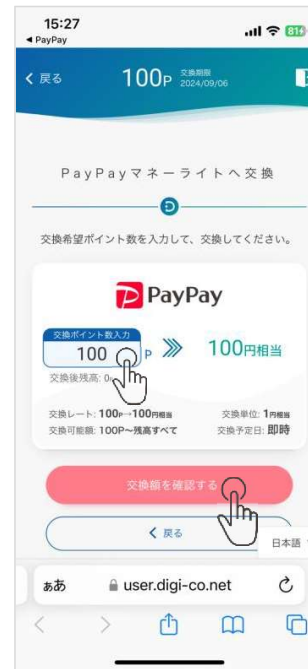 15:27
◀ PayPay
81
< 戻る
100P
交換期限
2024/09/06
PayPayマネーライトへ交換
交換希望ポイント数を入力して、交換してください。
PayPay
交換ポイント数入力
100 P
100円相当
交換後残高: 0
交換レート: 100P→100円相当
交換単位: 1円相当
交換可能額: 100P〜残高すべて
交換予定日: 即時
交換額を確認する
< 戻る
日本語
ああ
user.digi-co.net